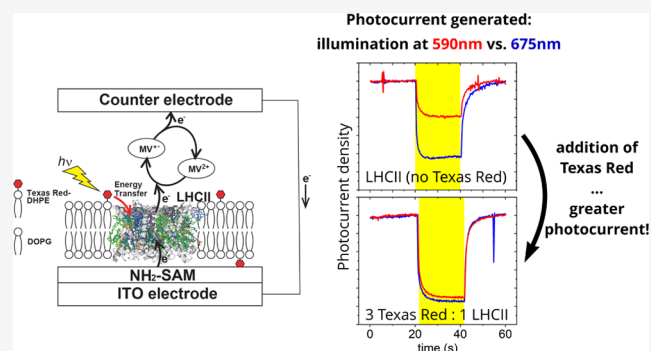 Photocurrent generated:
illumination at 590nm vs. 675nm
Counter electrode
e-
MV+•
MV2+
hν
Energy
Transfer
e-
LHCII
e-
Texas Red-
DHPE
DOPG
e-
NH2-SAM
ITO electrode
Photocurrent density
LHCII (no Texas Red)
3 Texas Red : 1 LHCII
0 20 40 60
time (s)
addition of
Texas Red
...
greater
photocurrent!